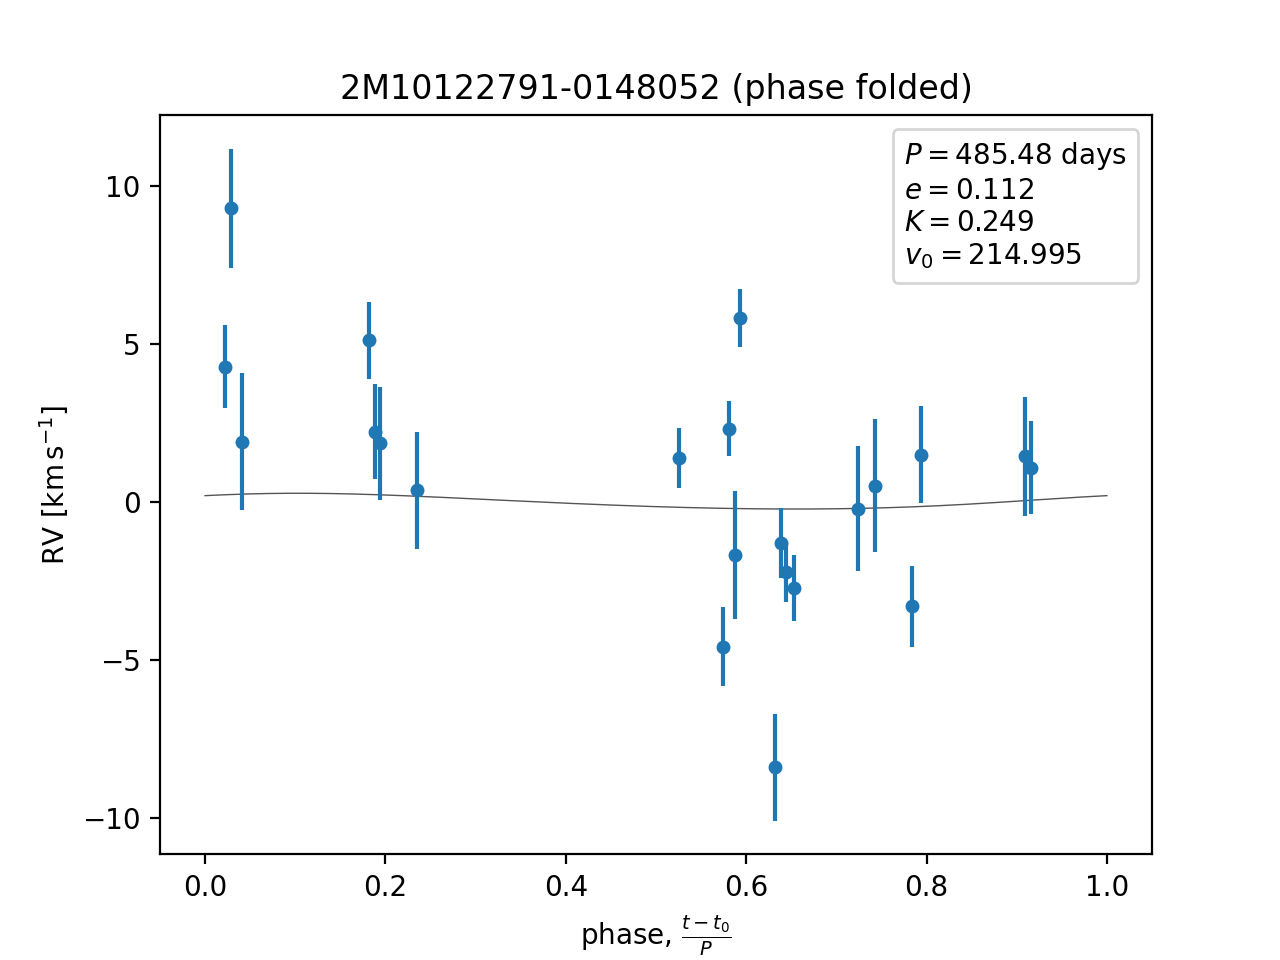 2M10122791-0148052 (phase folded)
P = 485.48 days
e = 0.112
K = 0.249
v₀ = 214.995
10
5
0
−5
−10
RV [km s⁻¹]
0.0 0.2 0.4 0.6 0.8 1.0
phase, (t − t₀)/P